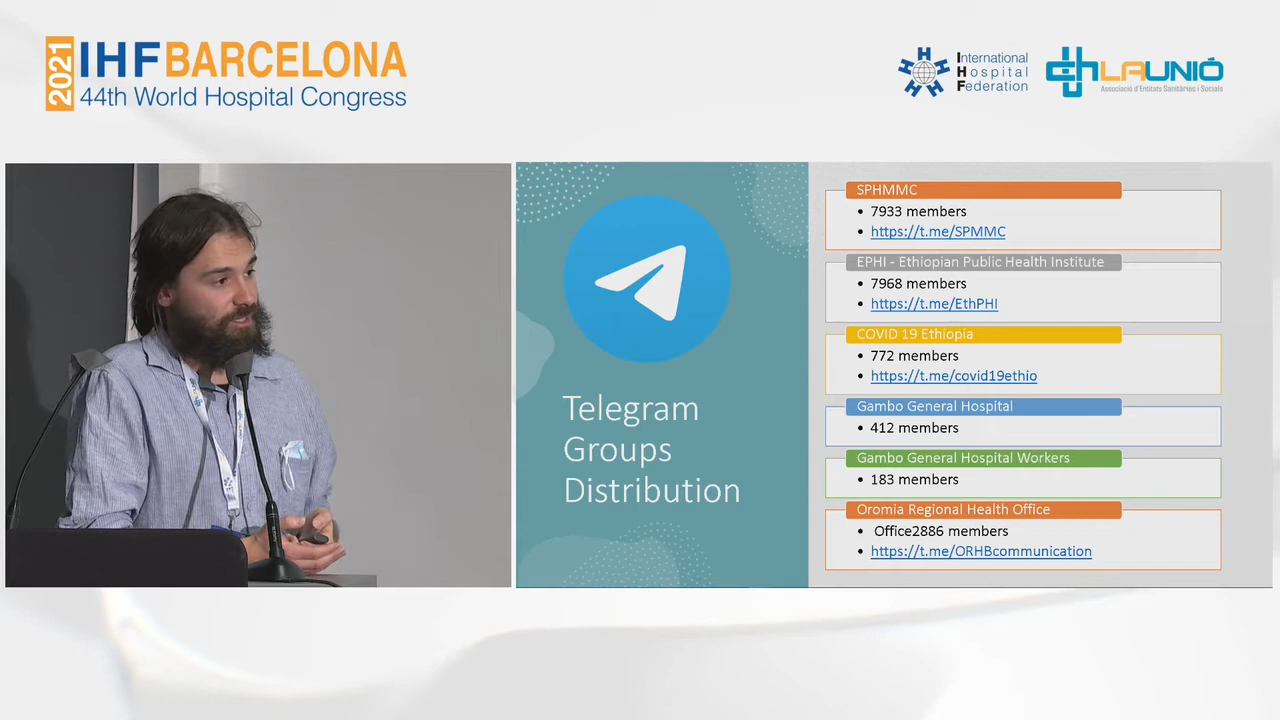 2021
IHF BARCELONA
44th World Hospital Congress
International
Hospital
Federation
LAUNIÓ
Associació d'Entitats Sanitàries i Socials
Telegram
Groups
Distribution
SPHMMC
• 7933 members
• https://t.me/SPMMC
EPHI - Ethiopian Public Health Institute
• 7968 members
• https://t.me/EthPHI
COVID 19 Ethiopia
• 772 members
• https://t.me/covid19ethio
Gambo General Hospital
• 412 members
Gambo General Hospital Workers
• 183 members
Oromia Regional Health Office
• Office2886 members
• https://t.me/ORHBcommunication